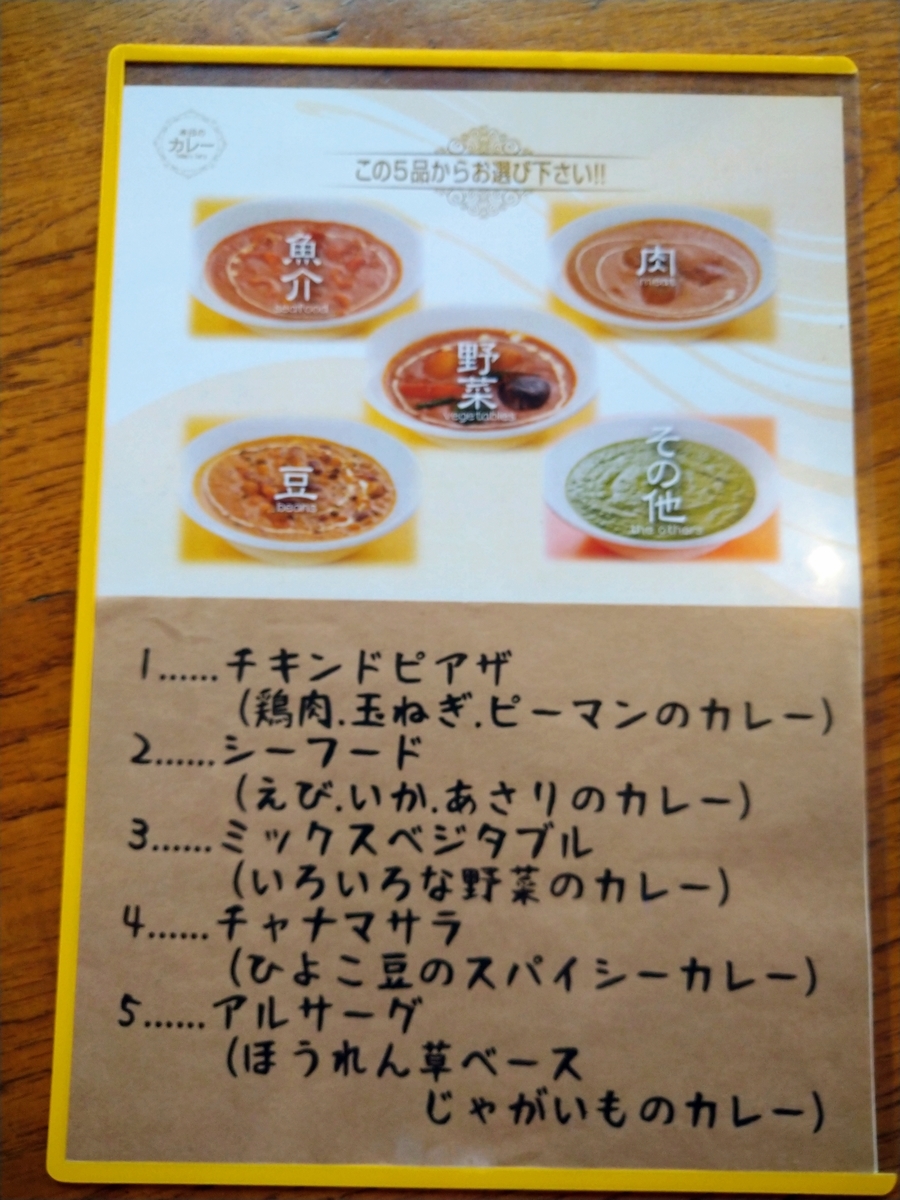 本日の
カレー
この5品からお選び下さい!!
魚介
seafood
肉
meat
野菜
vegetables
豆
beans
その他
the others
1......チキンドピアザ
(鶏肉.玉ねぎ.ピーマンのカレー)
2......シーフード
(えび.いか.あさりのカレー)
3......ミックスベジタブル
(いろいろな野菜のカレー)
4......チャナマサラ
(ひよこ豆のスパイシーカレー)
5......アルサーグ
(ほうれん草ベース
じゃがいものカレー)